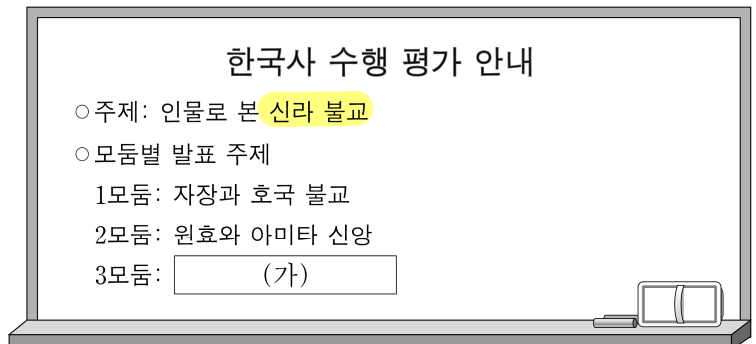 한국사 수행 평가 안내
○주제: 인물로 본 신라 불교
○모둠별 발표 주제
1모둠: 자장과 호국 불교
2모둠: 원효와 아미타 신앙
3모둠: (가)